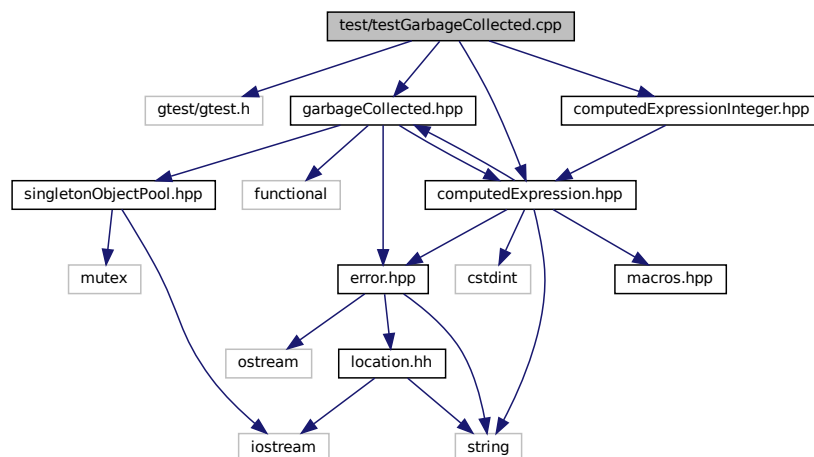 test/testGarbageCollected.cpp
gtest/gtest.h
garbageCollected.hpp
computedExpressionInteger.hpp
singletonObjectPool.hpp
functional
computedExpression.hpp
mutex
error.hpp
cstdint
macros.hpp
ostream
location.hh
iostream
string